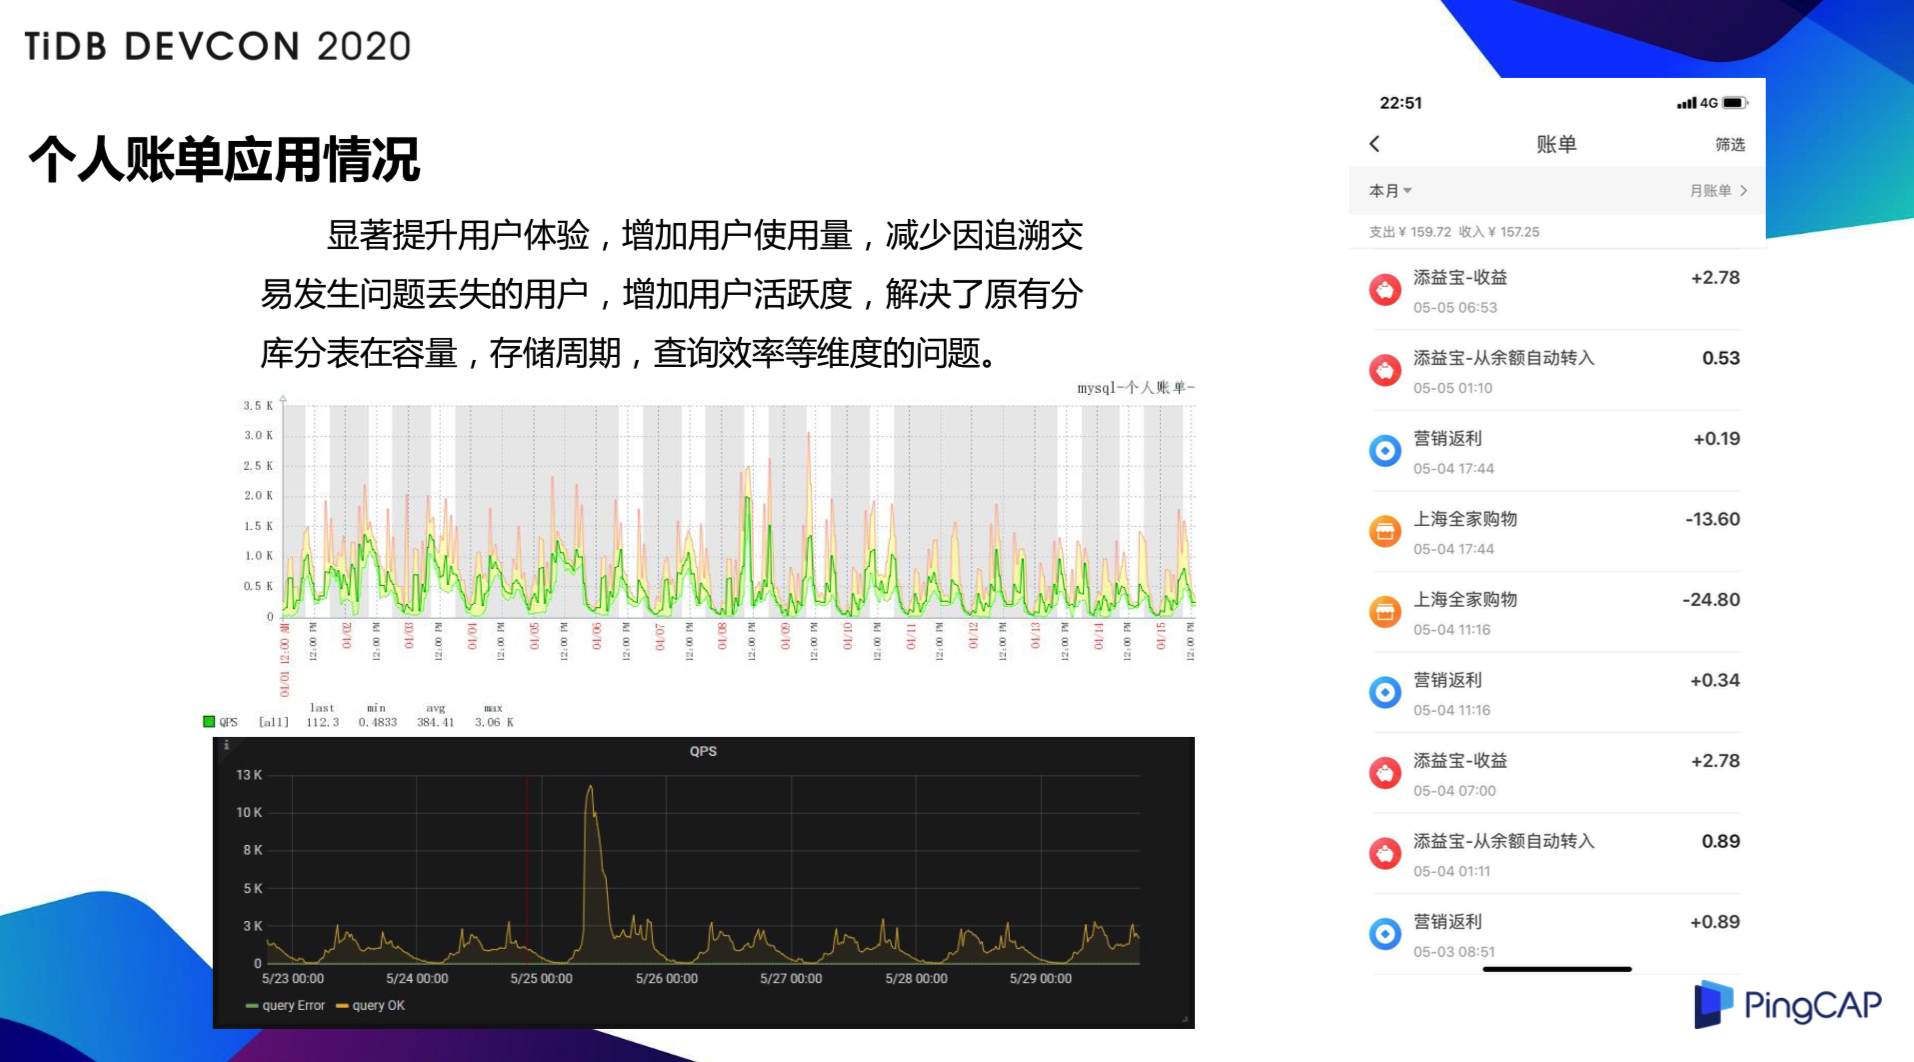 TiDB DEVCON 2020
个人账单应用情况
显著提升用户体验，增加用户使用量，减少因追溯交
易发生问题丢失的用户，增加用户活跃度，解决了原有分
库分表在容量，存储周期，查询效率等维度的问题。
mysql-个人账单-
3.5 K
3.0 K
2.5 K
2.0 K
1.5 K
1.0 K
0.5 K
0
04/01 12:00 AM
12:00 PM
04/02
12:00 PM
04/03
12:00 PM
04/04
12:00 PM
04/05
12:00 PM
04/06
12:00 PM
04/07
12:00 PM
04/08
12:00 PM
04/09
12:00 PM
04/10
12:00 PM
04/11
12:00 PM
04/12
12:00 PM
04/13
12:00 PM
04/14
12:00 PM
04/15
12:00 PM
last min avg max
QPS [all] 112.3 0.4833 384.41 3.06 K
i
QPS
13 K
10 K
8 K
5 K
3 K
0
5/23 00:00 5/24 00:00 5/25 00:00 5/26 00:00 5/27 00:00 5/28 00:00 5/29 00:00
query Error query OK
22:51 4G
账单 筛选
本月 月账单
支出 ¥ 159.72 收入 ¥ 157.25
添益宝-收益 +2.78
05-05 06:53
添益宝-从余额自动转入 0.53
05-05 01:10
营销返利 +0.19
05-04 17:44
上海全家购物 -13.60
05-04 17:44
上海全家购物 -24.80
05-04 11:16
营销返利 +0.34
05-04 11:16
添益宝-收益 +2.78
05-04 07:00
添益宝-从余额自动转入 0.89
05-04 01:11
营销返利 +0.89
05-03 08:51
PingCAP